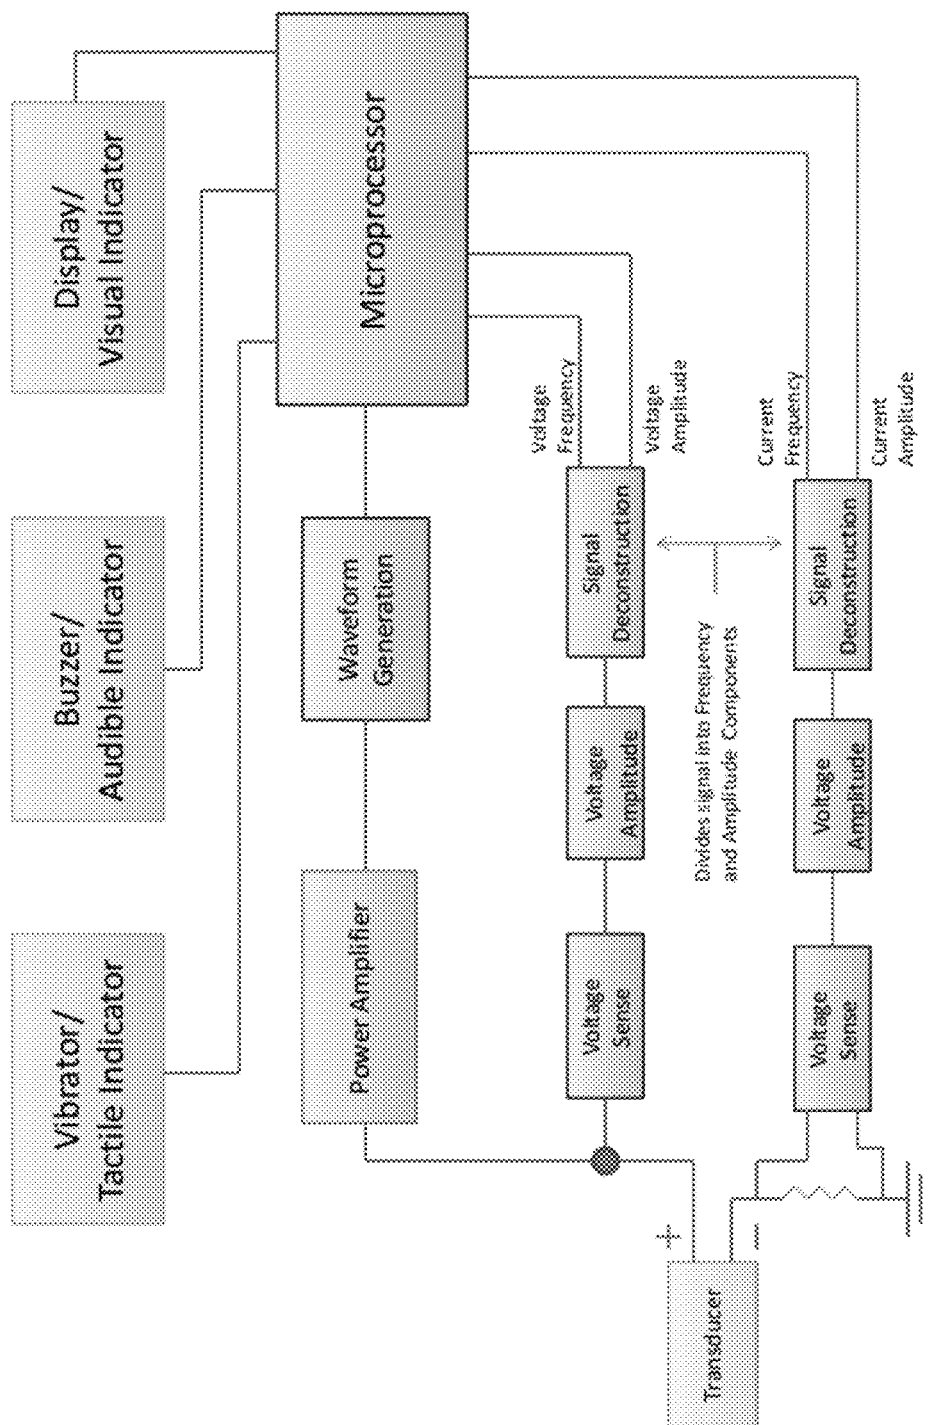 Vibrator/
Tactile Indicator
Buzzer/
Audible Indicator
Display/
Visual Indicator
Microprocessor
Power Amplifier
Waveform
Generation
Voltage
Sense
Voltage
Amplitude
Signal
Deconstruction
Voltage
Frequency
Voltage
Amplitude
Divides signal into Frequency
and Amplitude Components
Transducer
+
—
Voltage
Sense
Voltage
Amplitude
Signal
Deconstruction
Current
Frequency
Current
Amplitude